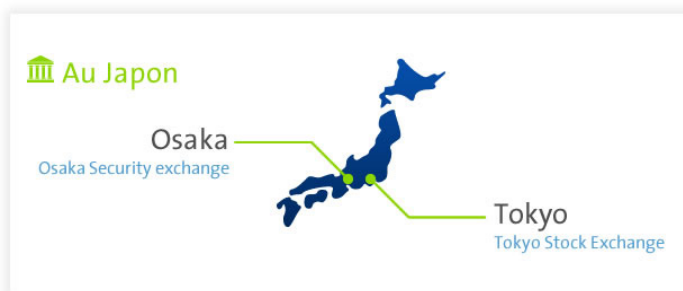 Au Japon
Osaka
Osaka Security exchange
Tokyo
Tokyo Stock Exchange